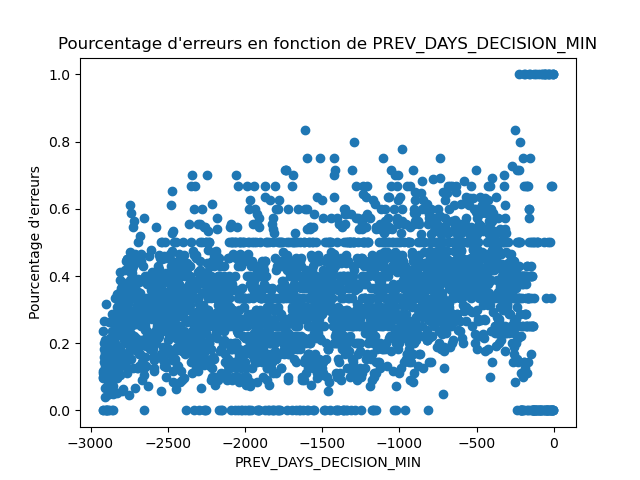 Pourcentage d'erreurs en fonction de PREV_DAYS_DECISION_MIN
1.0
0.8
0.6
0.4
0.2
0.0
Pourcentage d'erreurs
−3000 −2500 −2000 −1500 −1000 −500 0
PREV_DAYS_DECISION_MIN